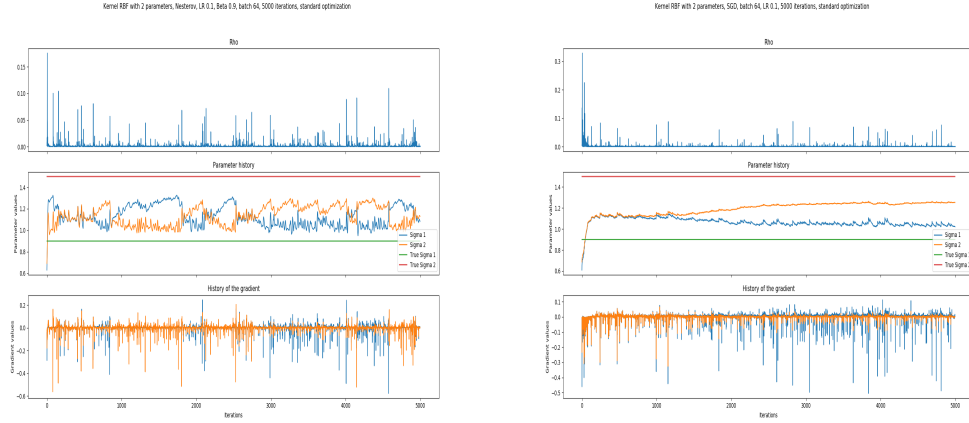 Kernel RBF with 2 parameters, Nesterov, LR 0.1, Beta 0.9, batch 64, 5000 iterations, standard optimization
Rho
0.15
0.10
0.05
0.00
Parameter history
Parameter values
1.4
1.2
1.0
0.8
0.6
Sigma 1
Sigma 2
True Sigma 1
True Sigma 2
History of the gradient
Gradient values
0.2
0.0
−0.2
−0.4
−0.6
0
1000
2000
3000
4000
5000
Iterations
Kernel RBF with 2 parameters, SGD, batch 64, LR 0.1, 5000 iterations, standard optimization
Rho
0.3
0.2
0.1
0.0
Parameter history
Parameter values
1.4
1.2
1.0
0.8
0.6
Sigma 1
Sigma 2
True Sigma 1
True Sigma 2
History of the gradient
Gradient values
0.1
0.0
−0.1
−0.2
−0.3
−0.4
−0.5
0
1000
2000
3000
4000
5000
Iterations